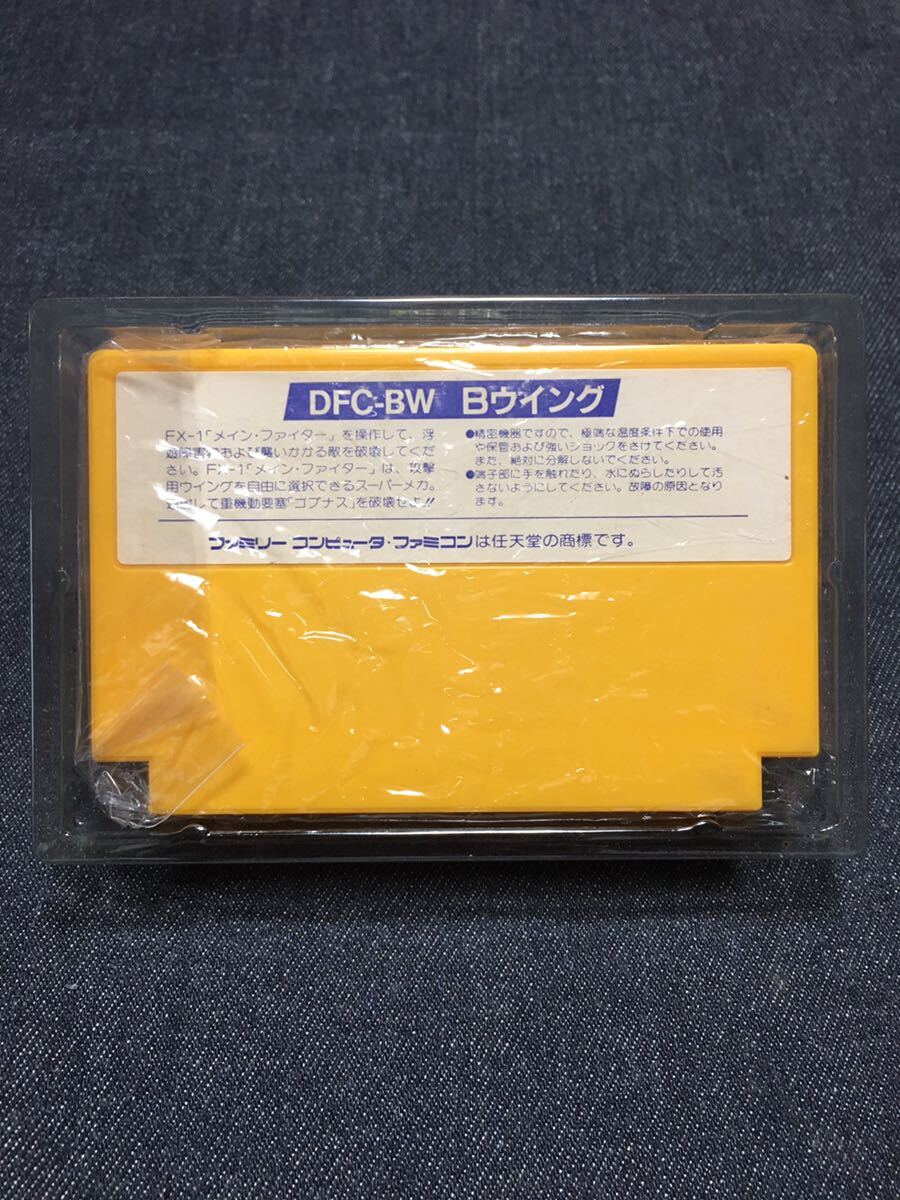 DFC-BW Bウイング
FX-1「メイン・ファイター」を操作して、浮
遊障害物および襲いかかる敵を破壊してくだ
さい。FX-1「メイン・ファイター」は、攻撃
用ウイングを自由に選択できるスーパーメカ。
して重機動要塞「ゴブナス」を破壊せよ!!
●精密機器ですので、極端な温度条件下での使用
や保管および強いショックをさけてください。
また、絶対に分解しないでください。
●端子部に手を触れたり、水にぬらしたりして汚
さないようにしてください。故障の原因となり
ます。
ファミリーコンピュータ・ファミコンは任天堂の商標です。